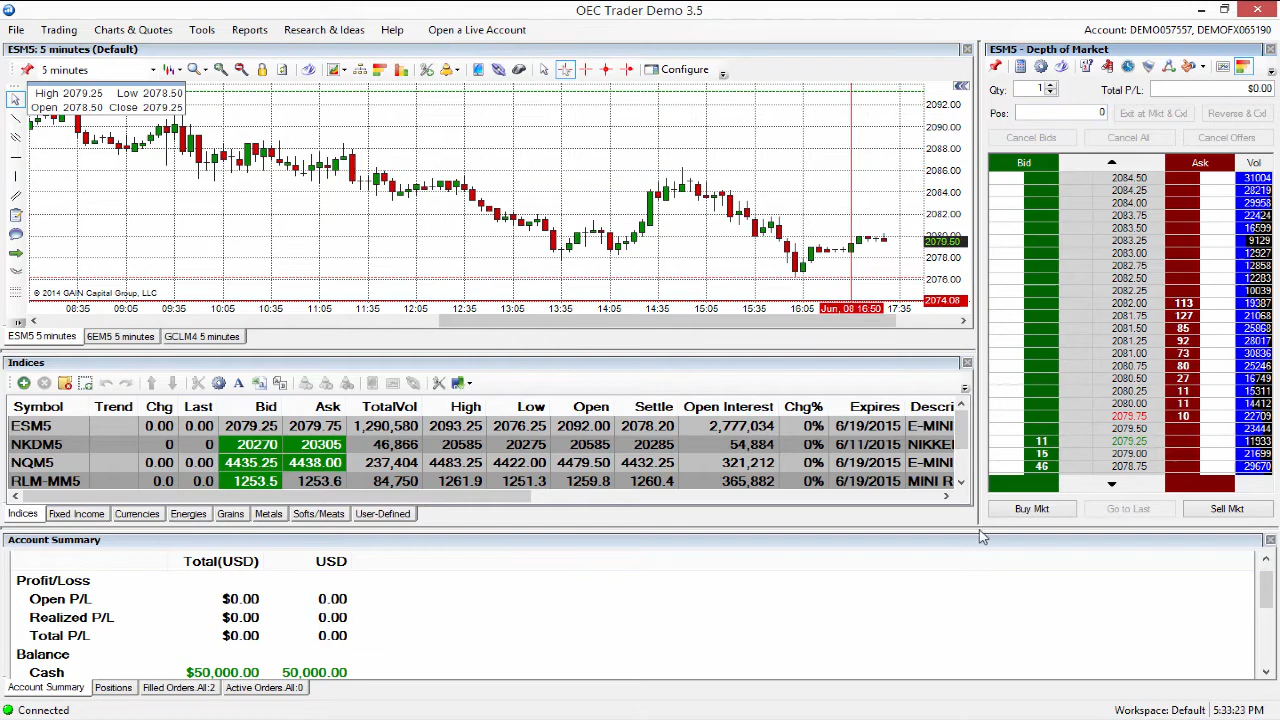 OEC Trader Demo 3.5
File Trading Charts & Quotes Tools Reports Help Research & Ideas Open a Live Account Account: DEMO057557, DEMOFX065190
ESM5: 5 minutes (Default)
5 minutes
Configure
High 2079.25 Low 2078.50
Open 2078.50 Close 2079.25
2092.00
2090.00
2088.00
2086.00
2084.00
2082.00
2080.00
2079.50
2078.00
2076.00
2074.08
© 2014 GAIN Capital Group, LLC
08:35 09:05 09:35 10:05 10:35 11:05 11:35 12:05 12:35 13:05 13:35 14:05 14:35 15:05 15:35 16:05 Jun, 08 16:50 17:35
ESM5 5 minutes 6EM5 5 minutes GCLM4 5 minutes
ESM5 - Depth of Market
Qty: 1 Total P/L: $0.00
Pos: 0 Exit at Mkt & Cxl Reverse & Cxl
Cancel Bids Cancel All Cancel Offers
Bid Ask Vol
2084.50 31004
2084.25 28219
2084.00 29958
2083.75 22424
2083.50 16599
2083.25 9129
2083.00 12927
2082.75 12858
2082.50 12283
2082.25 10039
2082.00 113 19387
2081.75 127 21068
2081.50 85 25868
2081.25 92 28017
2081.00 73 30836
2080.75 80 25246
2080.50 27 16749
2080.25 11 15311
2080.00 11 14412
2079.75 10 22709
2079.50 23444
11 2079.25 11933
15 2079.00 21699
46 2078.75 29670
Buy Mkt Go to Last Sell Mkt
Indices
Symbol Trend Chg Last Bid Ask TotalVol High Low Open Settle Open Interest Chg% Expires Descri
ESM5 0.00 0.00 2079.25 2079.75 1,290,580 2093.25 2076.25 2092.00 2078.20 2,777,034 0% 6/19/2015 E-MINI
NKDM5 0 0 20270 20305 46,866 20585 20275 20585 20285 54,884 0% 6/11/2015 NIKKEI
NQM5 0.00 0.00 4435.25 4438.00 237,404 4483.25 4422.00 4479.50 4432.25 321,212 0% 6/19/2015 E-MINI
RLM-MM5 0.0 0.0 1253.5 1253.6 84,750 1261.9 1251.3 1259.8 1260.4 365,882 0% 6/19/2015 MINI R
Indices Fixed Income Currencies Energies Grains Metals Softs/Meats User-Defined
Account Summary
Total(USD) USD
Profit/Loss
Open P/L $0.00 0.00
Realized P/L $0.00 0.00
Total P/L $0.00 0.00
Balance
Cash $50,000.00 50,000.00
Account Summary Positions Filled Orders.All:2 Active Orders.All:0
Connected Workspace: Default 5:33:23 PM